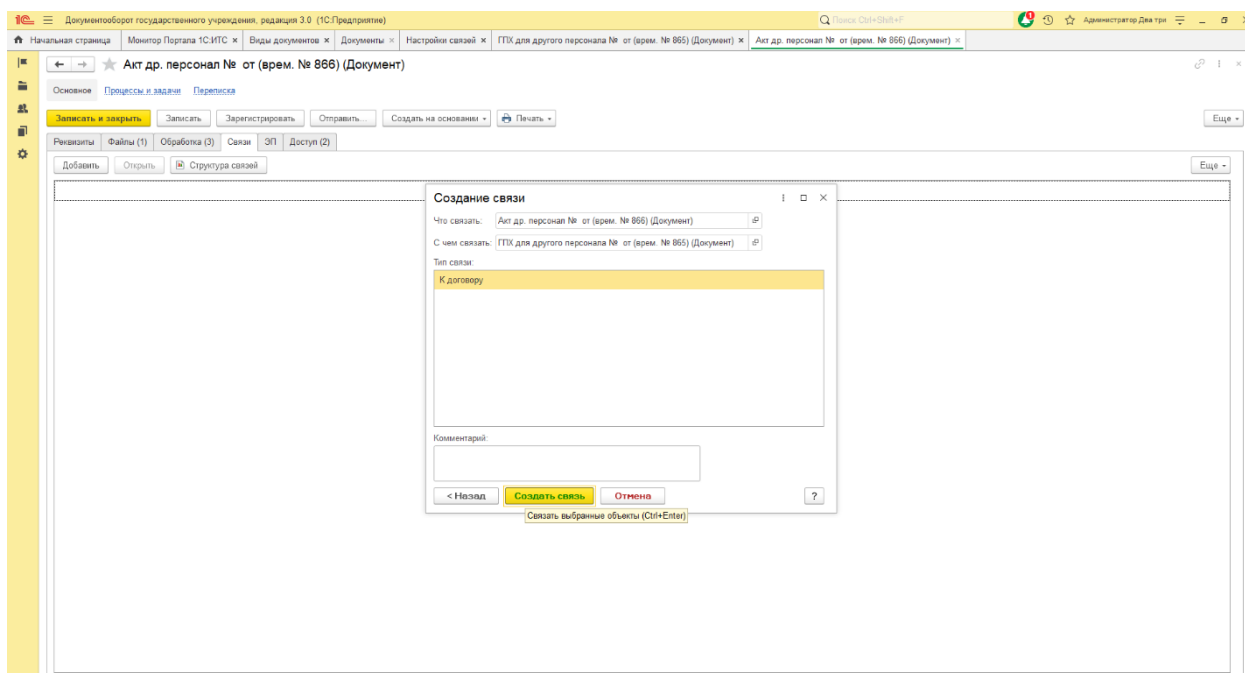 1С Документооборот государственного учреждения, редакция 3.0 (1С:Предприятие) Поиск Ctrl+Shift+F Администратор Два три
Начальная страница Монитор Портала 1С:ИТС × Виды документов × Документы × Настройки связей × ГПХ для другого персонала № от (врем. № 865) (Документ) × Акт др. персонал № от (врем. № 866) (Документ) ×
Акт др. персонал № от (врем. № 866) (Документ)
Основное Процессы и задачи Переписка
Записать и закрыть Записать Зарегистрировать Отправить... Создать на основании Печать Еще
Реквизиты Файлы (1) Обработка (3) Связи ЭП Доступ (2)
Добавить Открыть Структура связей Еще
Создание связи
Что связать: Акт др. персонал № от (врем. № 866) (Документ)
С чем связать: ГПХ для другого персонала № от (врем. № 865) (Документ)
Тип связи:
К договору
Комментарий:
< Назад Создать связь Отмена ?
Связать выбранные объекты (Ctrl+Enter)